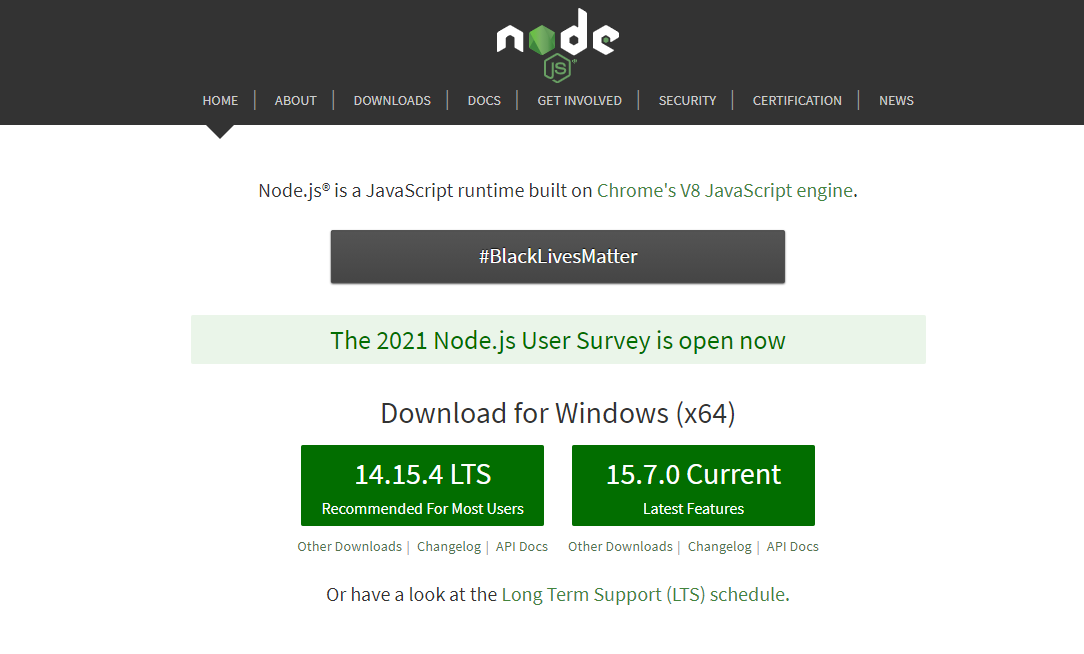 node
JS
HOME | ABOUT | DOWNLOADS | DOCS | GET INVOLVED | SECURITY | CERTIFICATION | NEWS
Node.js® is a JavaScript runtime built on Chrome's V8 JavaScript engine.
#BlackLivesMatter
The 2021 Node.js User Survey is open now
Download for Windows (x64)
14.15.4 LTS
Recommended For Most Users
15.7.0 Current
Latest Features
Other Downloads | Changelog | API Docs
Other Downloads | Changelog | API Docs
Or have a look at the Long Term Support (LTS) schedule.